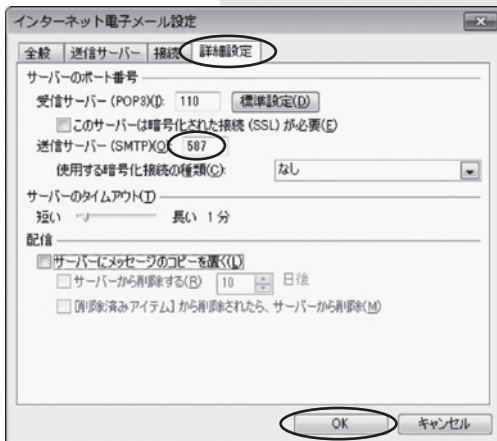 インターネット電子メール設定
全般 送信サーバー 接続 詳細設定
サーバーのポート番号
受信サーバー (POP3)(I): 110 標準設定(D)
このサーバーは暗号化された接続 (SSL) が必要(E)
送信サーバー (SMTP)(O): 587
使用する暗号化接続の種類(C): なし
サーバーのタイムアウト(T)
短い 長い 1 分
配信
サーバーにメッセージのコピーを置く(L)
サーバーから削除する(R) 10 日後
[削除済みアイテム] から削除されたら、サーバーから削除(M)
OK キャンセル